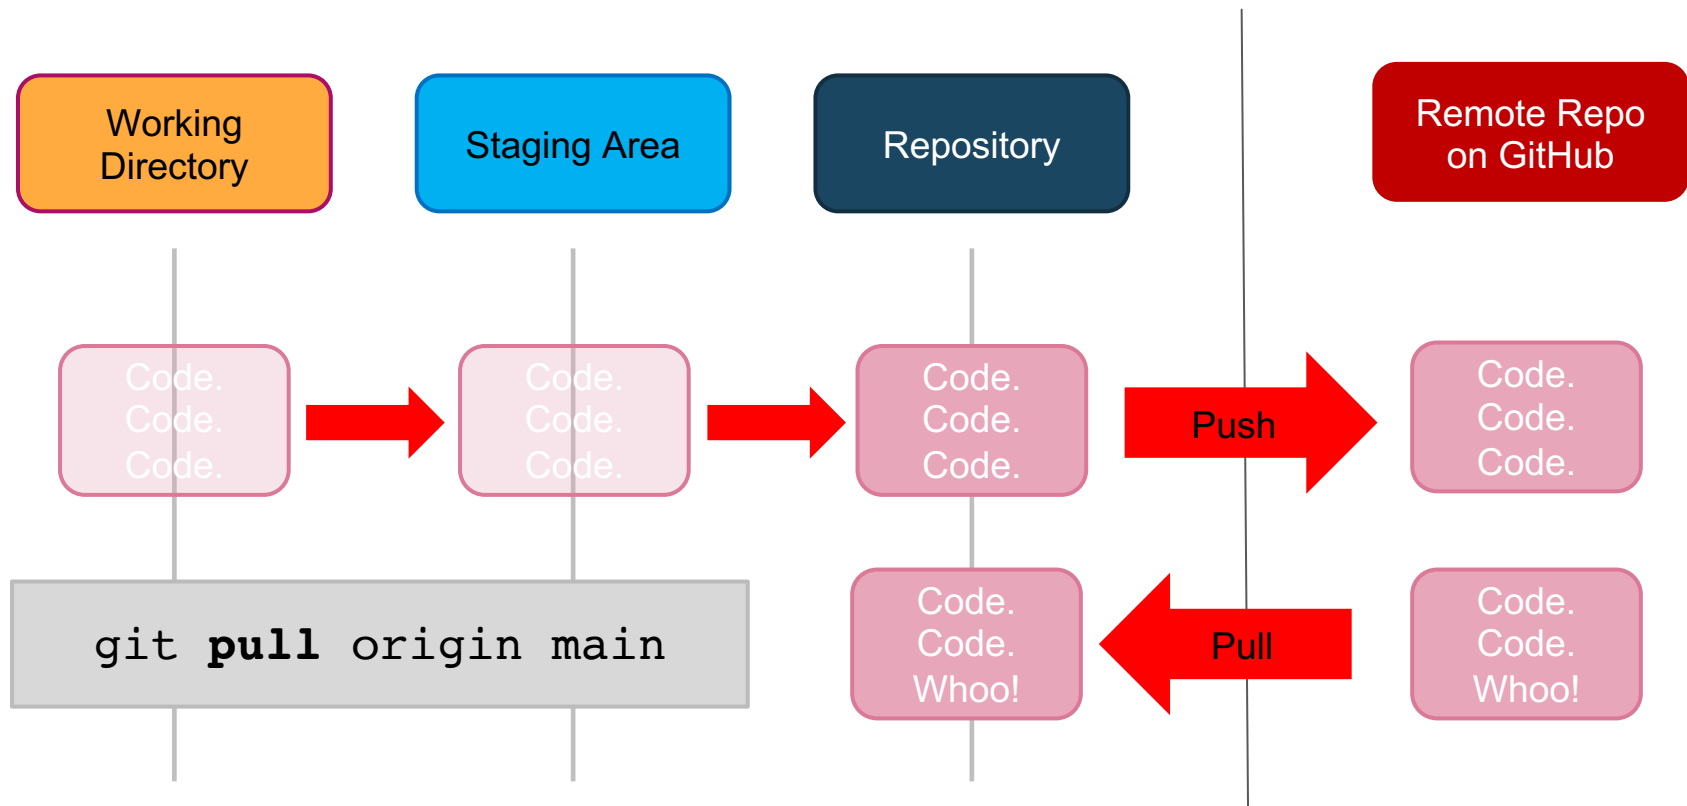 Working
Directory
Staging Area
Repository
Remote Repo
on GitHub
Code.
Code.
Code.
Code.
Code.
Code.
Code.
Code.
Code.
Push
Code.
Code.
Code.
git pull origin main
Code.
Code.
Whoo!
Pull
Code.
Code.
Whoo!